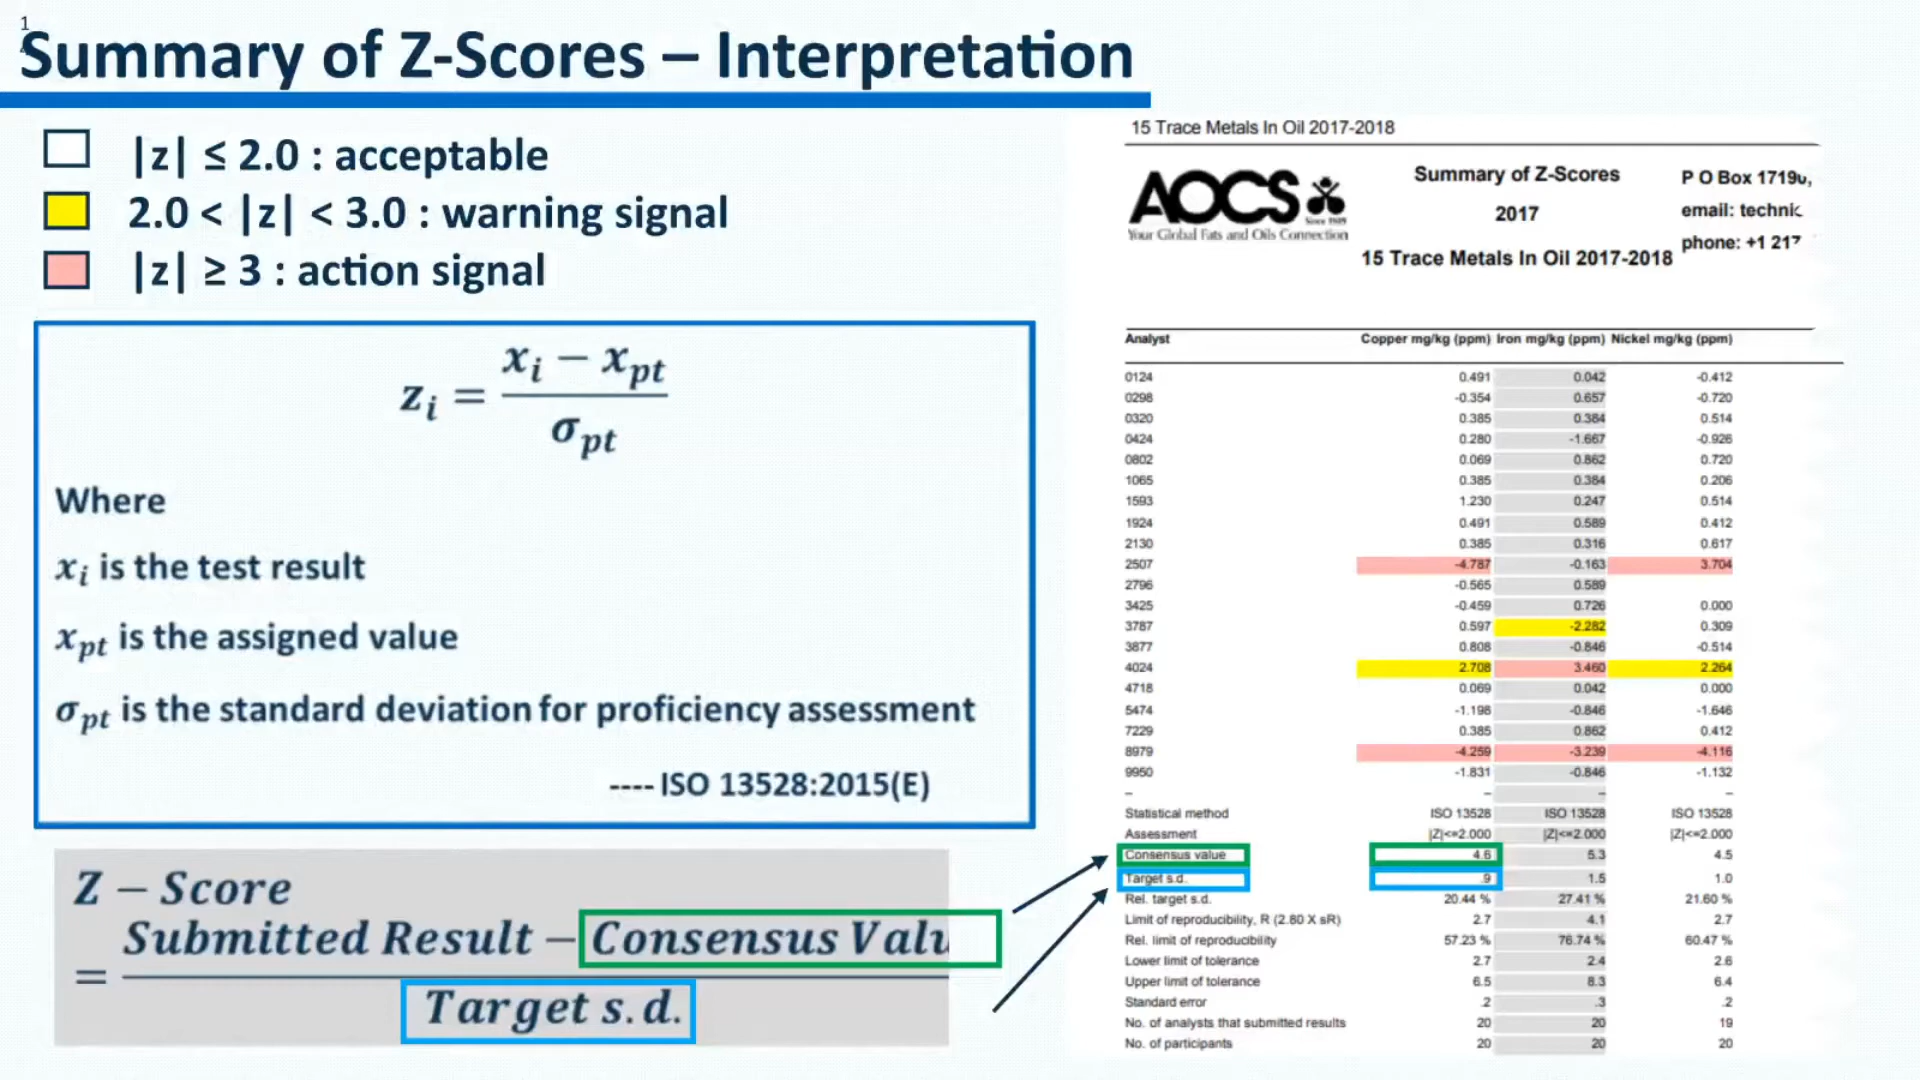 1
Summary of Z-Scores – Interpretation
|z| ≤ 2.0 : acceptable
2.0 < |z| < 3.0 : warning signal
|z| ≥ 3 : action signal
z_i = (x_i − x_pt) / σ_pt
Where
x_i is the test result
x_pt is the assigned value
σ_pt is the standard deviation for proficiency assessment
---- ISO 13528:2015(E)
Z – Score
= Submitted Result – Consensus Valu
Target s.d.
15 Trace Metals In Oil 2017-2018
AOCS
Since 1909
Your Global Fats and Oils Connection
Summary of Z-Scores
2017
15 Trace Metals In Oil 2017-2018
P O Box 1719
email: technic
phone: +1 217
Analyst Copper mg/kg (ppm) Iron mg/kg (ppm) Nickel mg/kg (ppm)
0124 0.491 0.042 -0.412
0298 -0.354 0.657 -0.720
0320 0.385 0.384 0.514
0424 0.280 -1.667 -0.926
0802 0.069 0.862 0.720
1065 0.385 0.384 0.206
1593 1.230 0.247 0.514
1924 0.491 0.589 0.412
2130 0.385 0.316 0.617
2507 -4.787 -0.163 3.704
2796 -0.565 0.589
3425 -0.459 0.726 0.000
3787 0.597 -2.282 0.309
3877 0.808 -0.846 -0.514
4024 2.708 3.460 2.264
4718 0.069 0.042 0.000
5474 -1.198 -0.846 -1.646
7229 0.385 0.862 0.412
8979 -4.259 -3.239 -4.116
9950 -1.831 -0.846 -1.132
– – – –
Statistical method ISO 13528 ISO 13528 ISO 13528
Assessment |Z|<=2.000 |Z|<=2.000 |Z|<=2.000
Consensus value 4.6 5.3 4.5
Target s.d. .9 1.5 1.0
Rel. target s.d. 20.44 % 27.41 % 21.60 %
Limit of reproducibility, R (2.80 X sR) 2.7 4.1 2.7
Rel. limit of reproducibility 57.23 % 76.74 % 60.47 %
Lower limit of tolerance 2.7 2.4 2.6
Upper limit of tolerance 6.5 8.3 6.4
Standard error .2 .3 .2
No. of analysts that submitted results 20 20 19
No. of participants 20 20 20